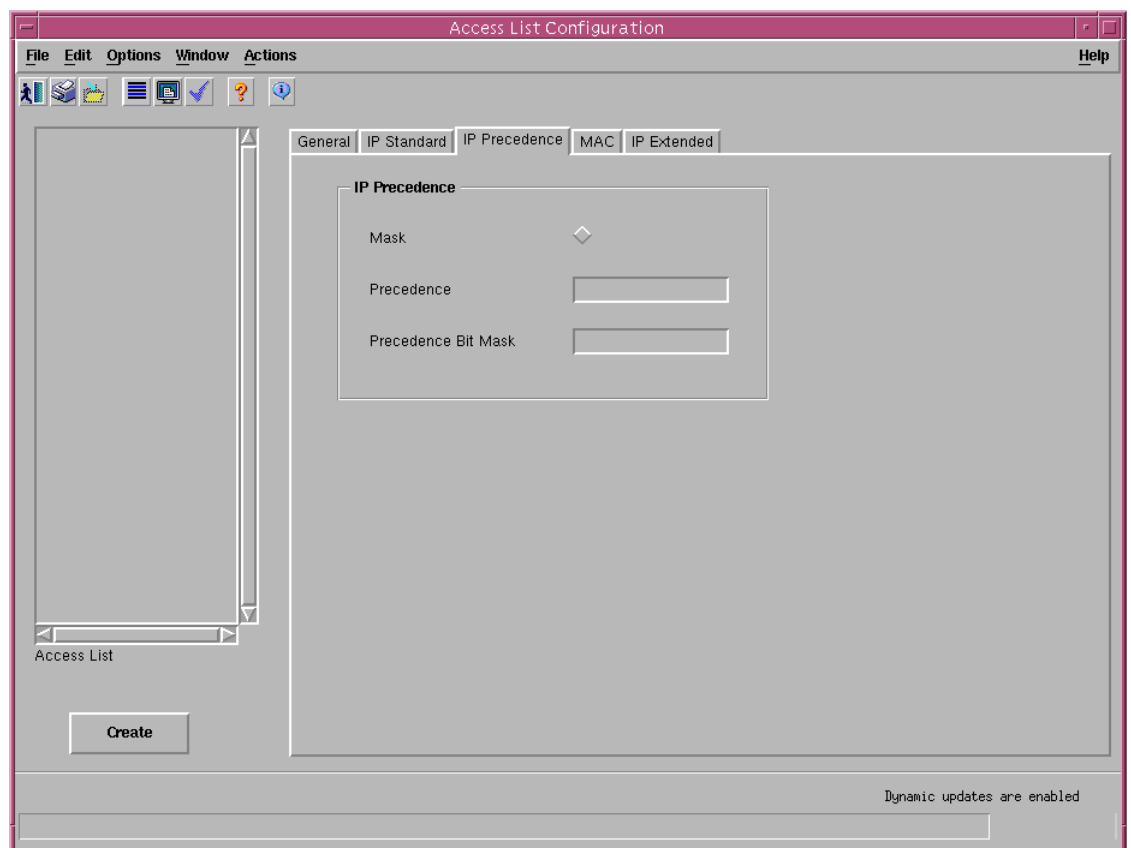 Access List Configuration
File Edit Options Window Actions Help
General IP Standard IP Precedence MAC IP Extended
IP Precedence
Mask
Precedence
Precedence Bit Mask
Access List
Create
Dynamic updates are enabled